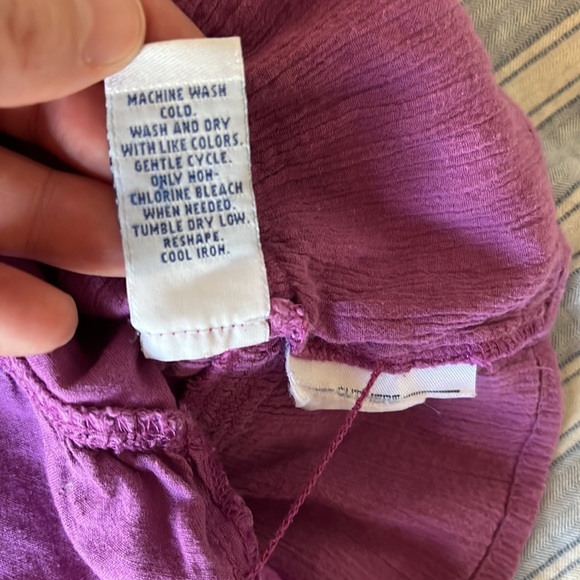 MACHINE WASH
COLD.
WASH AND DRY
WITH LIKE COLORS.
GENTLE CYCLE.
ONLY NON-
CHLORINE BLEACH
WHEN NEEDED.
TUMBLE DRY LOW.
RESHAPE.
COOL IRON.